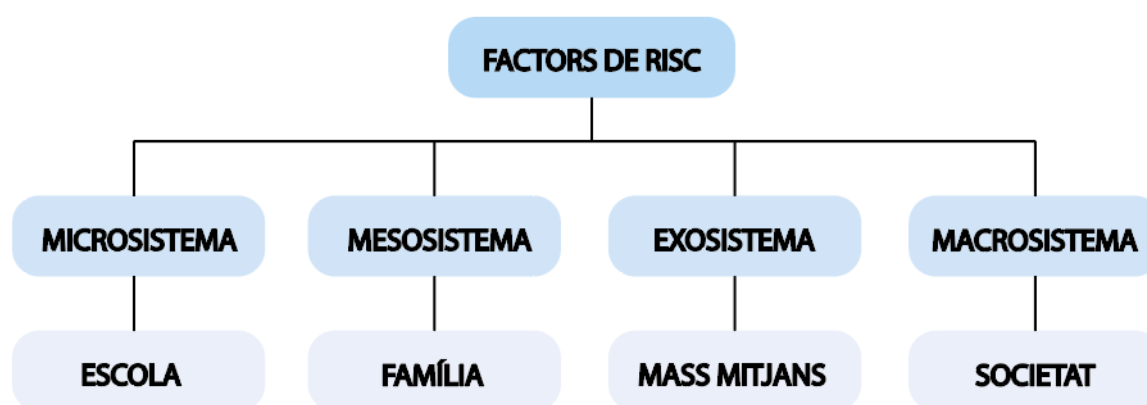 FACTORS DE RISC
MICROSISTEMA
MESOSISTEMA
EXOSISTEMA
MACROSISTEMA
ESCOLA
FAMÍLIA
MASS MITJANS
SOCIETAT